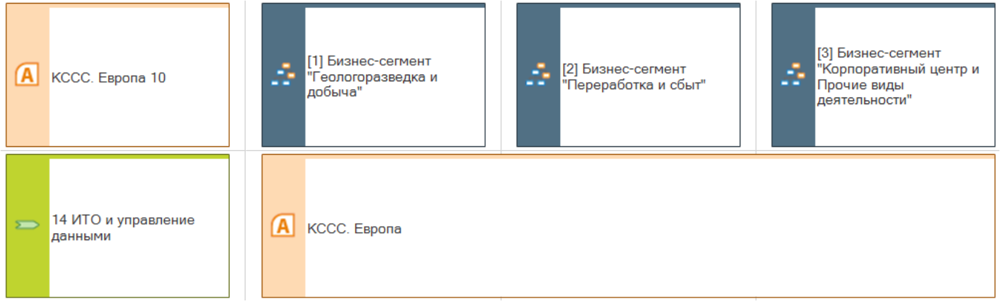 КССС. Европа 10
[1] Бизнес-сегмент
"Геологоразведка и
добыча"
[2] Бизнес-сегмент
"Переработка и сбыт"
[3] Бизнес-сегмент
"Корпоративный центр и
Прочие виды
деятельности"
14 ИТО и управление
данными
КССС. Европа